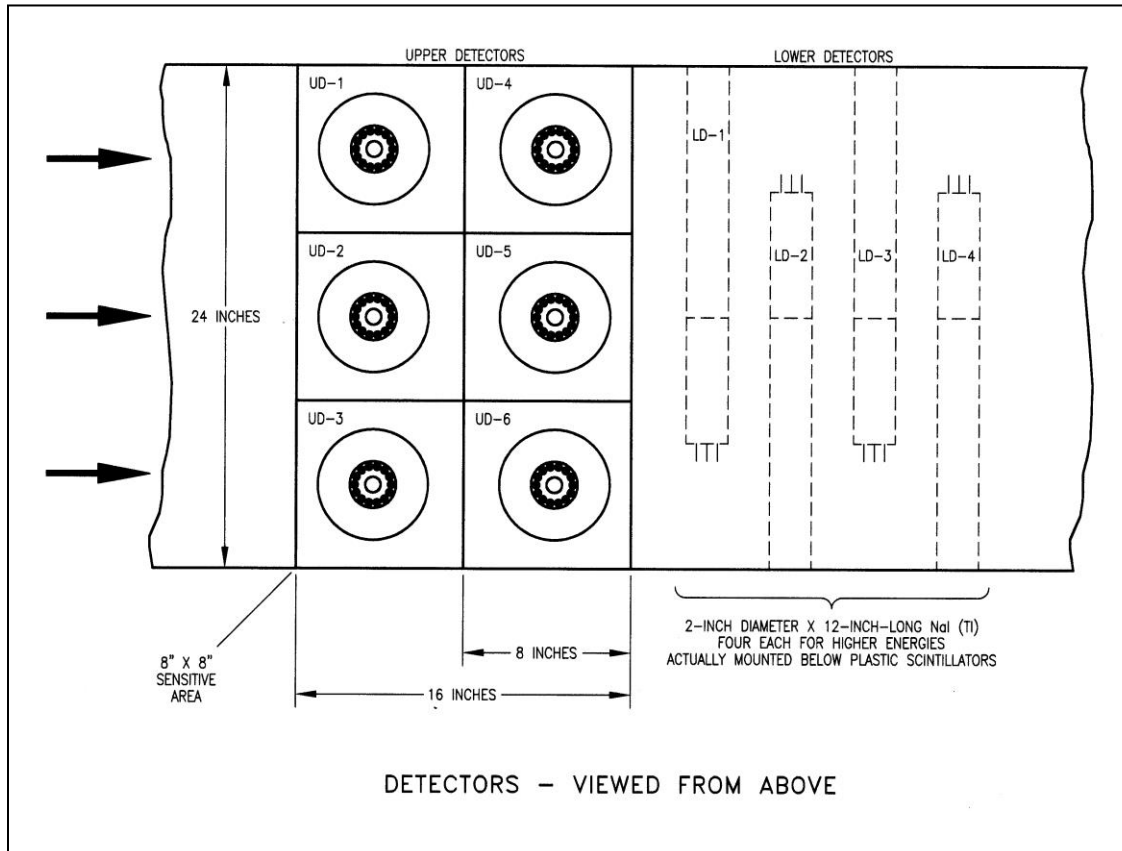 UPPER DETECTORS
LOWER DETECTORS
UD-1
UD-4
LD-1
UD-2
UD-5
LD-2
LD-3
LD-4
24 INCHES
UD-3
UD-6
8" X 8"
SENSITIVE
AREA
8 INCHES
16 INCHES
2-INCH DIAMETER X 12-INCH-LONG NaI (Tl)
FOUR EACH FOR HIGHER ENERGIES
ACTUALLY MOUNTED BELOW PLASTIC SCINTILLATORS
DETECTORS - VIEWED FROM ABOVE